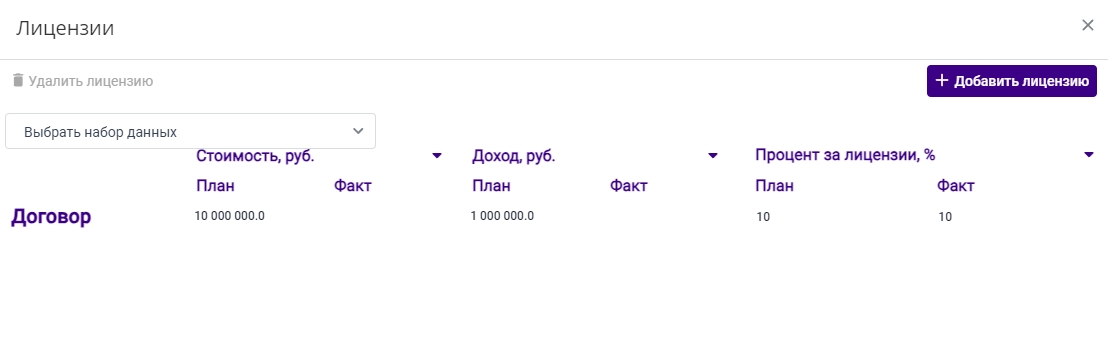 Лицензии
Удалить лицензию
Добавить лицензию
Выбрать набор данных
Стоимость, руб. Доход, руб. Процент за лицензии, %
План Факт План Факт План Факт
Договор 10 000 000.0 1 000 000.0 10 10